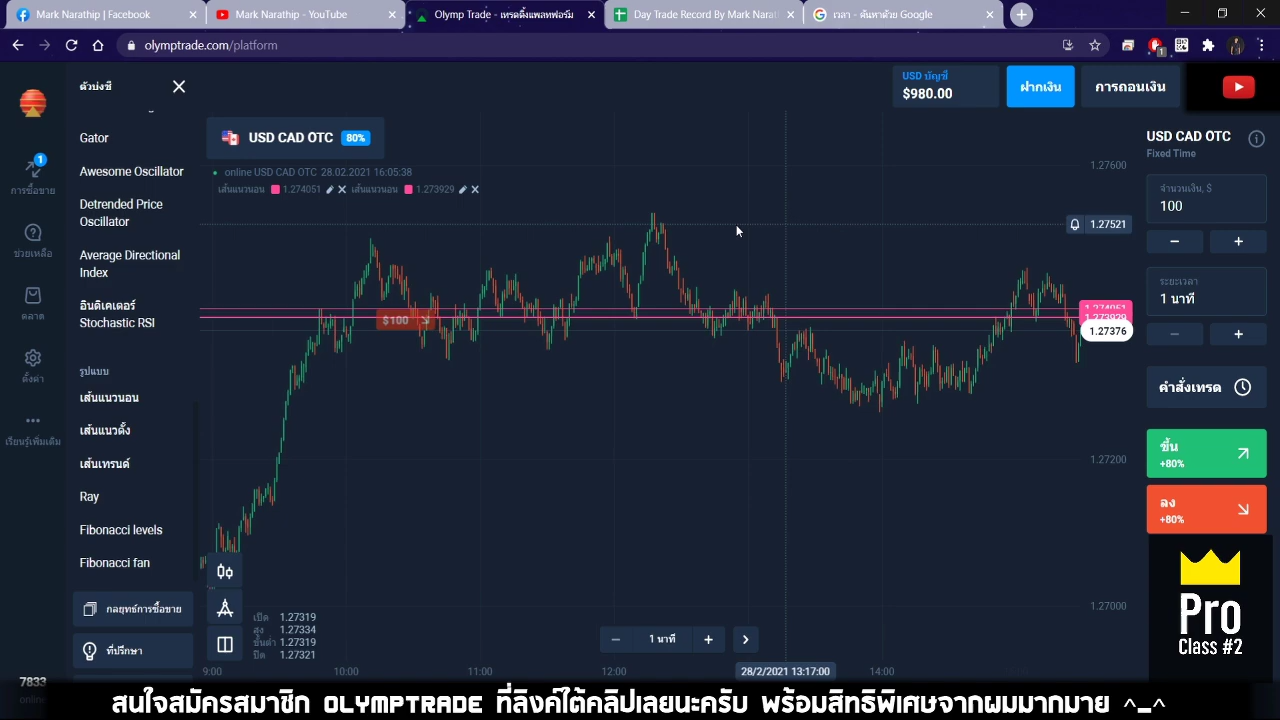 Mark Narathip | Facebook
Mark Narathip - YouTube
Olymp Trade - เทรดดิ้งแพลทฟอร์ม
Day Trade Record By Mark Narat
เวลา - ค้นหาด้วย Google
olymptrade.com/platform
1
ตัวบ่งชี้
USD บัญชี
$980.00
ฝากเงิน
การถอนเงิน
Gator
Awesome Oscillator
Detrended Price
Oscillator
Average Directional
Index
อินดิเคเตอร์
Stochastic RSI
รูปแบบ
เส้นแนวนอน
เส้นแนวตั้ง
เส้นเทรนด์
Ray
Fibonacci levels
Fibonacci fan
กลยุทธ์การซื้อขาย
ที่ปรึกษา
1
การซื้อขาย
ช่วยเหลือ
ตลาด
ตั้งค่า
เรียนรู้เพิ่มเติม
7833
online
USD CAD OTC 80%
online USD CAD OTC 28.02.2021 16:05:38
เส้นแนวนอน 1.274051 เส้นแนวนอน 1.273929
$100
1.27600
1.27521
1.274051
1.273929
1.27376
1.27200
1.27000
เปิด 1.27319
สูง 1.27334
ขั้นต่ำ 1.27319
ปิด 1.27321
1 นาที
9:00 10:00 11:00 12:00 28/2/2021 13:17:00 14:00
USD CAD OTC
Fixed Time
จำนวนเงิน, $
100
ระยะเวลา
1 นาที
คำสั่งเทรด
ขึ้น
+80%
ลง
+80%
Pro
Class #2
สนใจสมัครสมาชิก OLYMPTRADE ที่ลิงค์ใต้คลิปเลยนะครับ พร้อมสิทธิพิเศษจากผมมากมาย ^_^